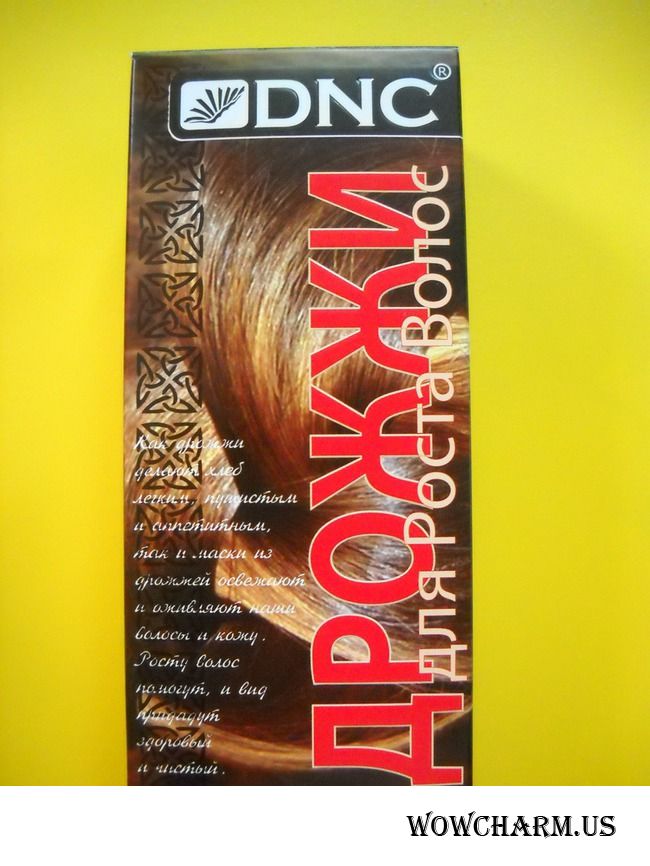 DNC®
ДРОЖЖИ
для Роста Волос
Как дрожжи
делают хлеб
легким, пушистым
и аппетитным,
так и маски из
дрожжей освежают
и оживляют наши
волосы и кожу.
Росту волос
помогут, и вид
придадут
здоровый
и чистый.
WOWCHARM.US